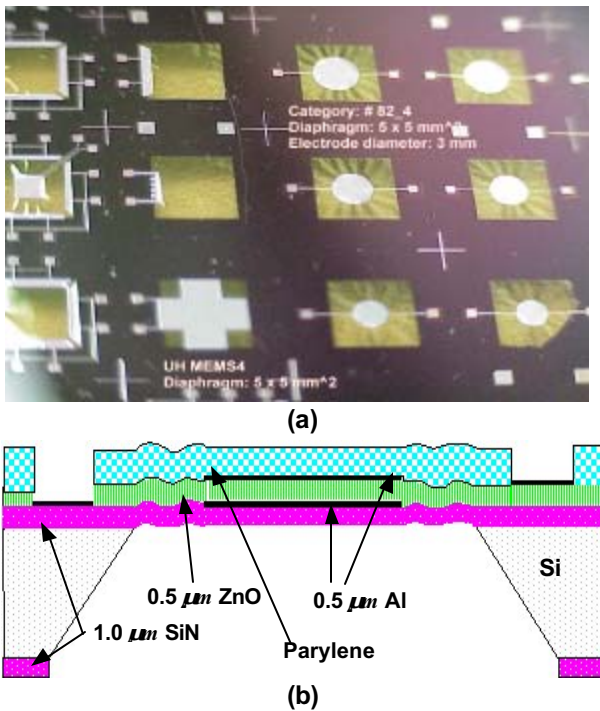 Category: # 82_4
Diaphragm: 5 x 5 mm^2
Electrode diameter: 3 mm
UH MEMS4
Diaphragm: 5 x 5 mm^2
(a)
Si
0.5 μm ZnO
0.5 μm Al
1.0 μm SiN
Parylene
(b)